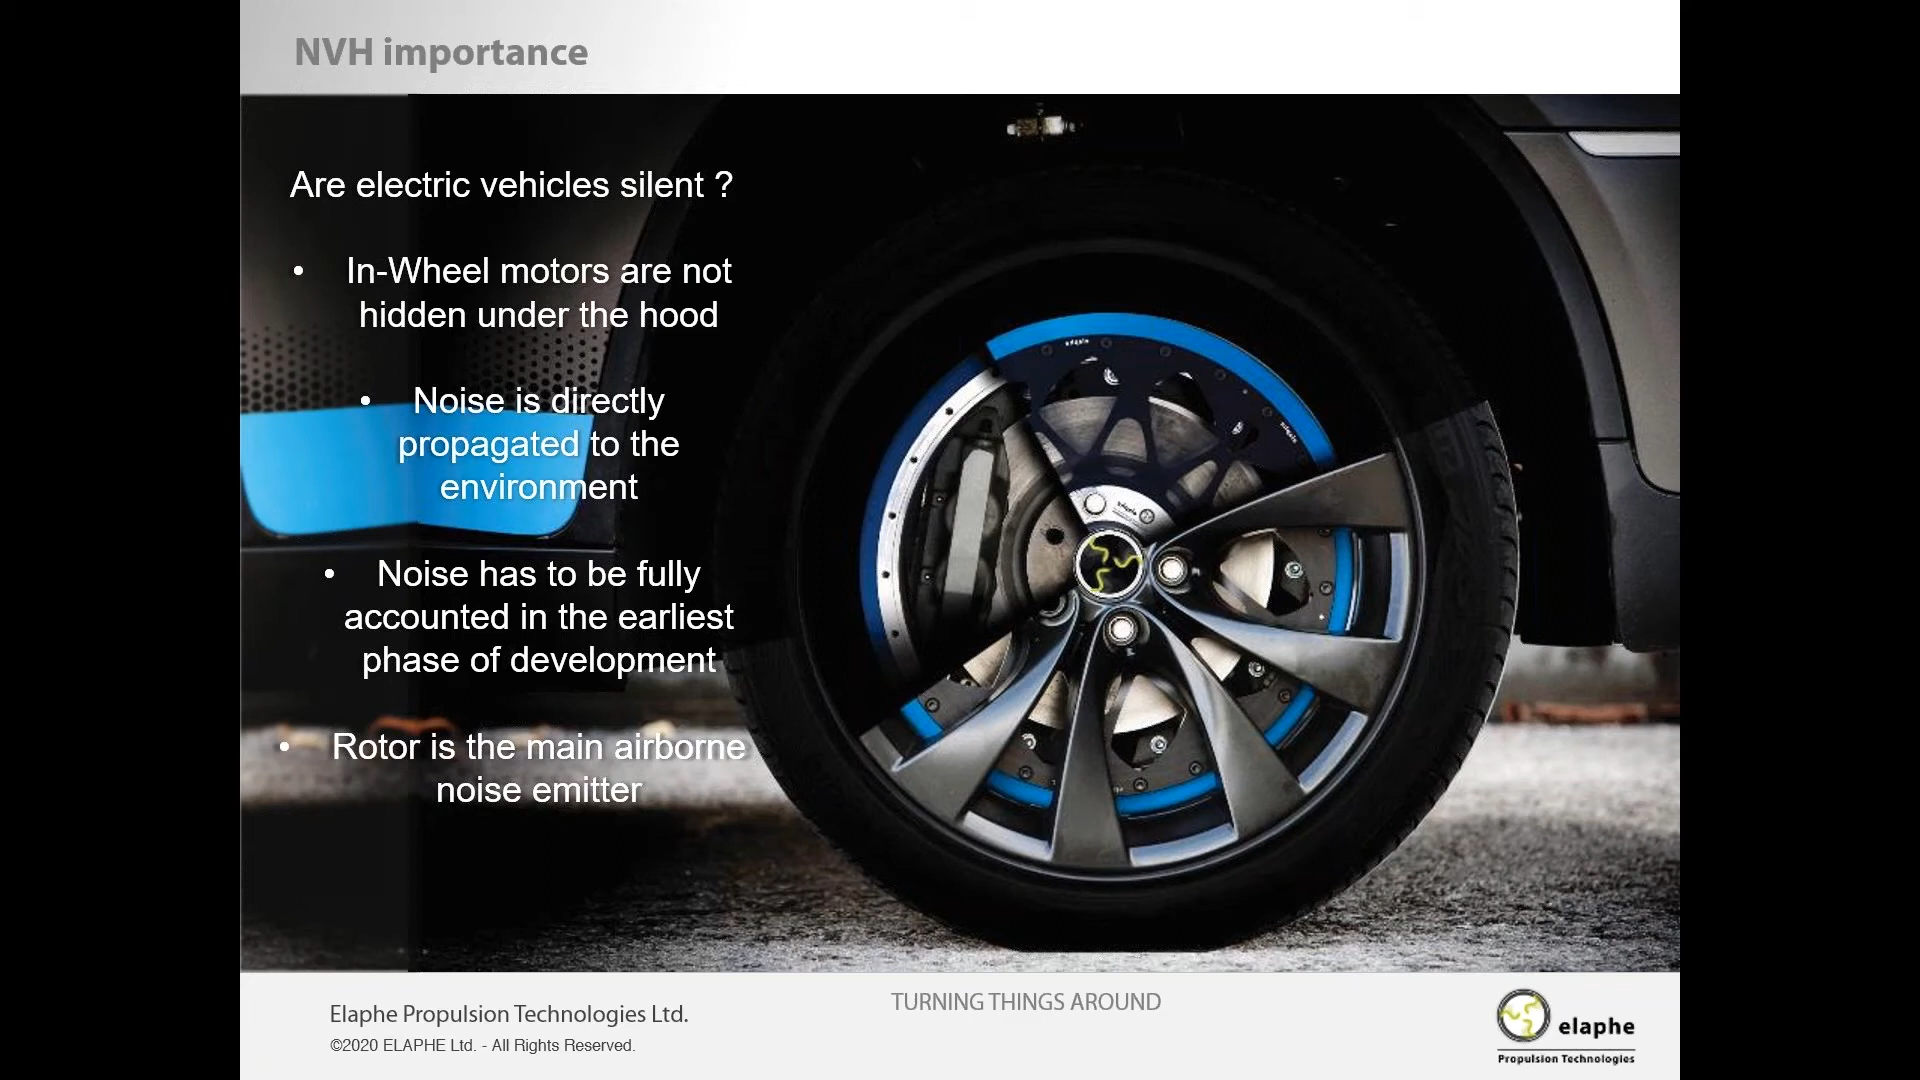 NVH importance
Are electric vehicles silent ?
• In-Wheel motors are not
hidden under the hood
• Noise is directly
propagated to the
environment
• Noise has to be fully
accounted in the earliest
phase of development
• Rotor is the main airborne
noise emitter
Elaphe Propulsion Technologies Ltd.
©2020 ELAPHE Ltd. - All Rights Reserved.
TURNING THINGS AROUND
elaphe
Propulsion Technologies